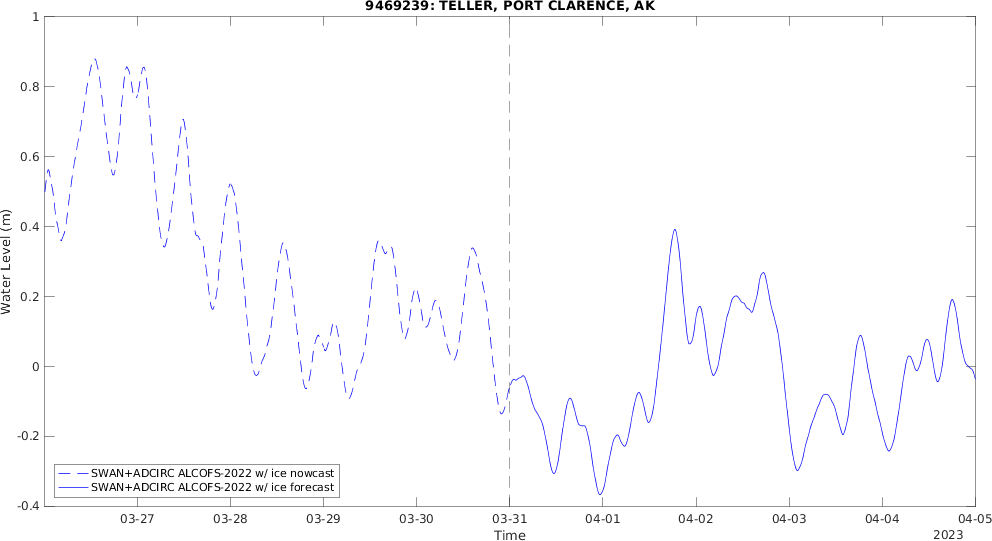 9469239: TELLER, PORT CLARENCE, AK
Water Level (m)
1
0.8
0.6
0.4
0.2
0
-0.2
-0.4
SWAN+ADCIRC ALCOFS-2022 w/ ice nowcast
SWAN+ADCIRC ALCOFS-2022 w/ ice forecast
03-27 03-28 03-29 03-30 03-31 04-01 04-02 04-03 04-04 04-05
Time
2023